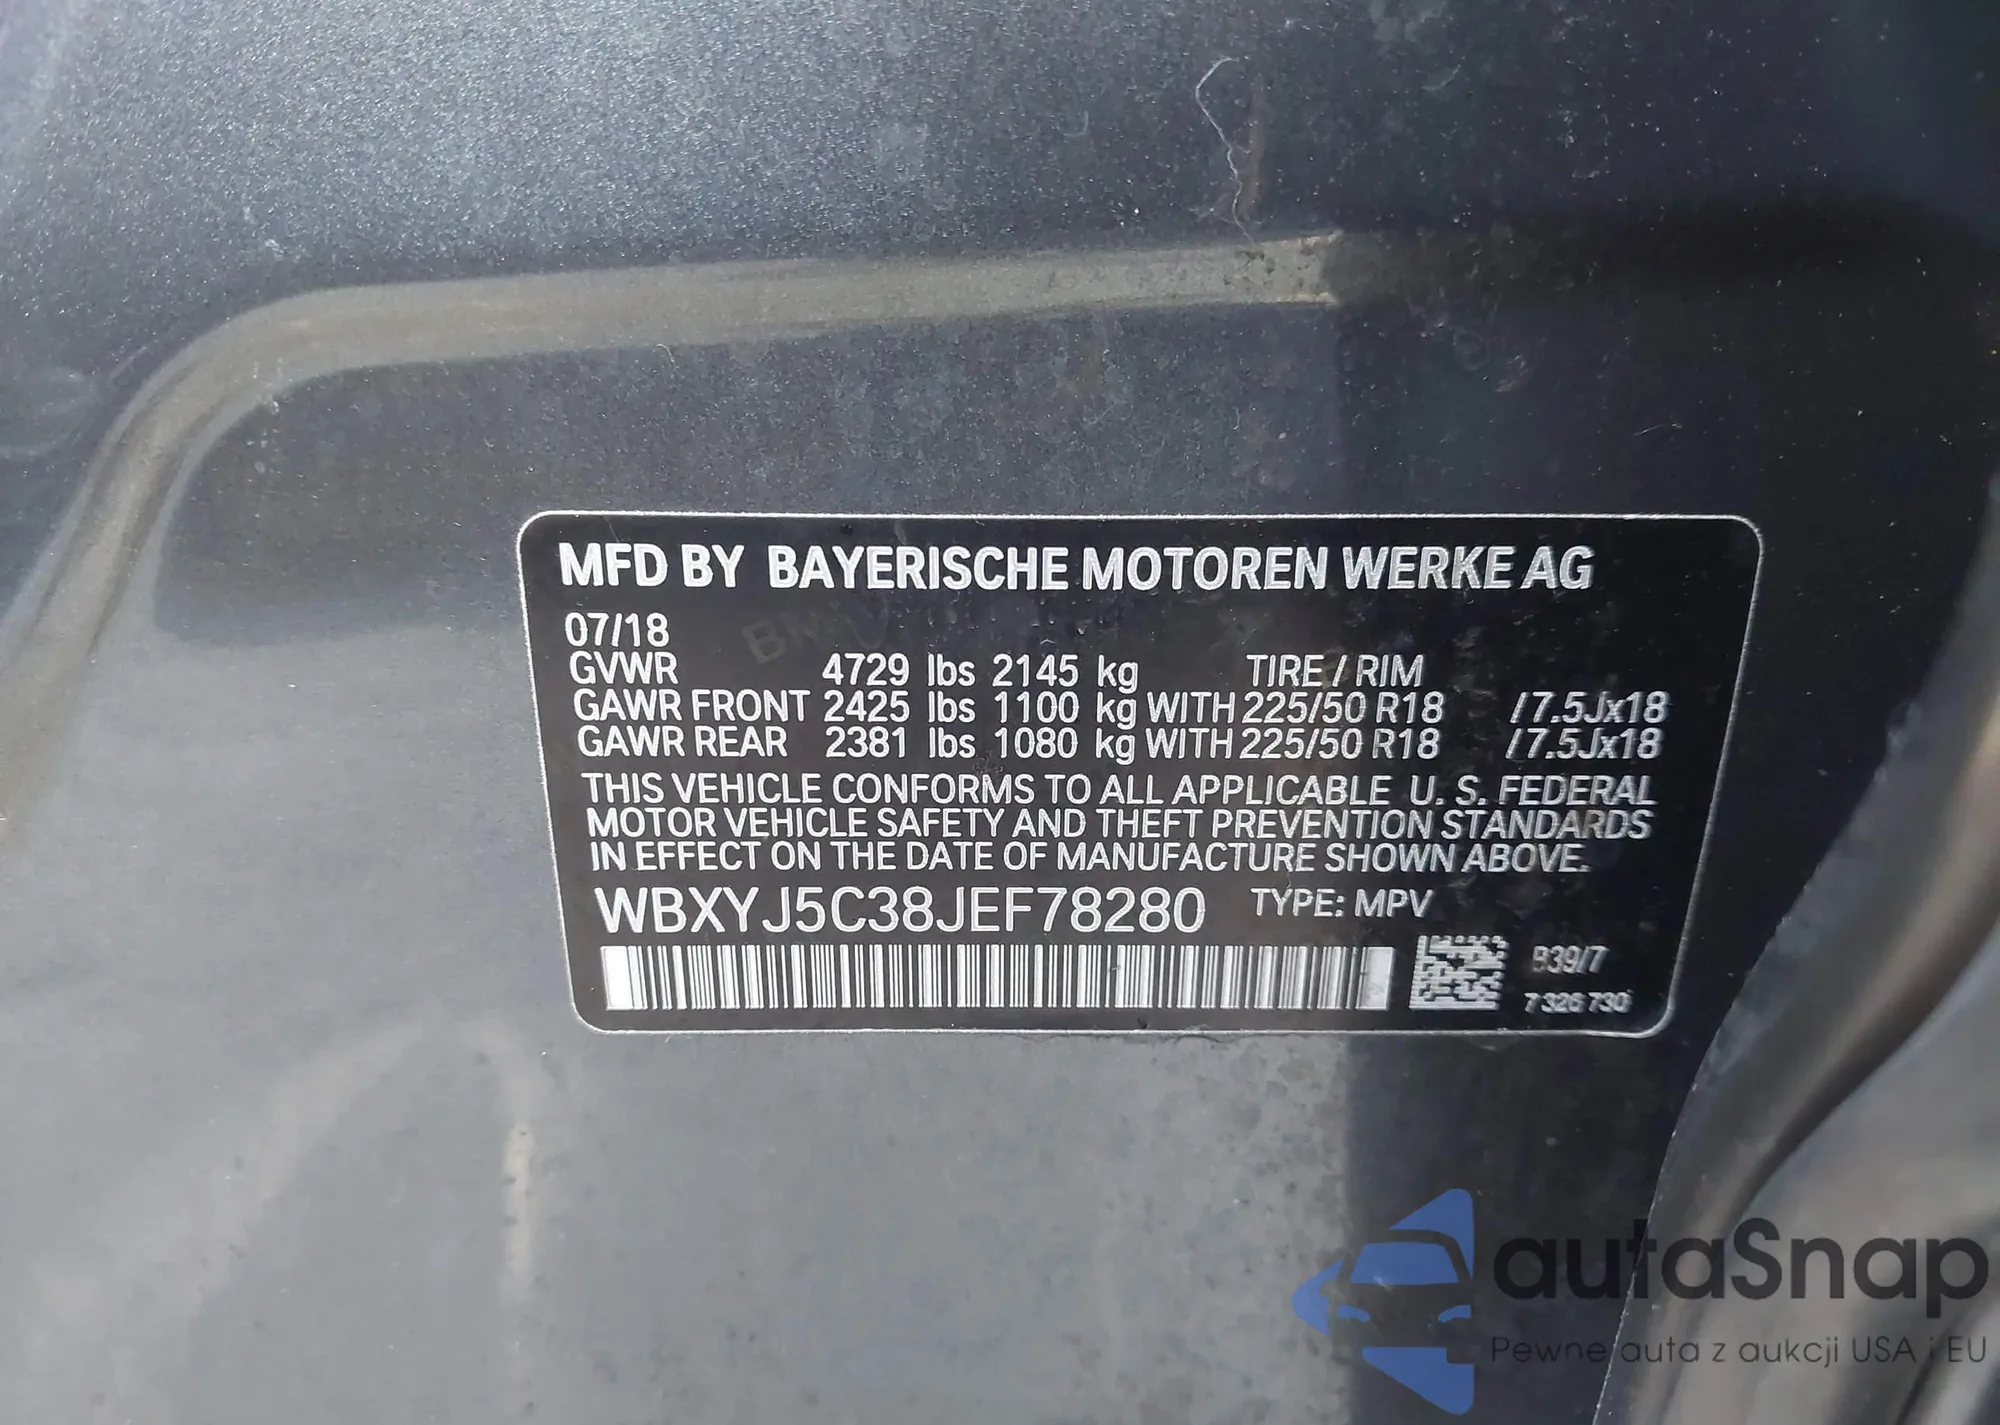 MFD BY BAYERISCHE MOTOREN WERKE AG
07/18
GVWR 4729 lbs 2145 kg TIRE / RIM
GAWR FRONT 2425 lbs 1100 kg WITH 225/50 R18 /7.5Jx18
GAWR REAR 2381 lbs 1080 kg WITH 225/50 R18 /7.5Jx18
THIS VEHICLE CONFORMS TO ALL APPLICABLE U. S. FEDERAL
MOTOR VEHICLE SAFETY AND THEFT PREVENTION STANDARDS
IN EFFECT ON THE DATE OF MANUFACTURE SHOWN ABOVE.
WBXYJ5C38JEF78280 TYPE: MPV
B39/7
7 326 730
autaSnap
Pewne auta z aukcji USA i EU